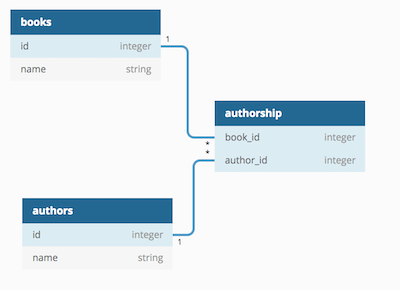 books
id integer
name string
1
authorship
book_id integer
*
*
author_id integer
authors
id integer
1
name string